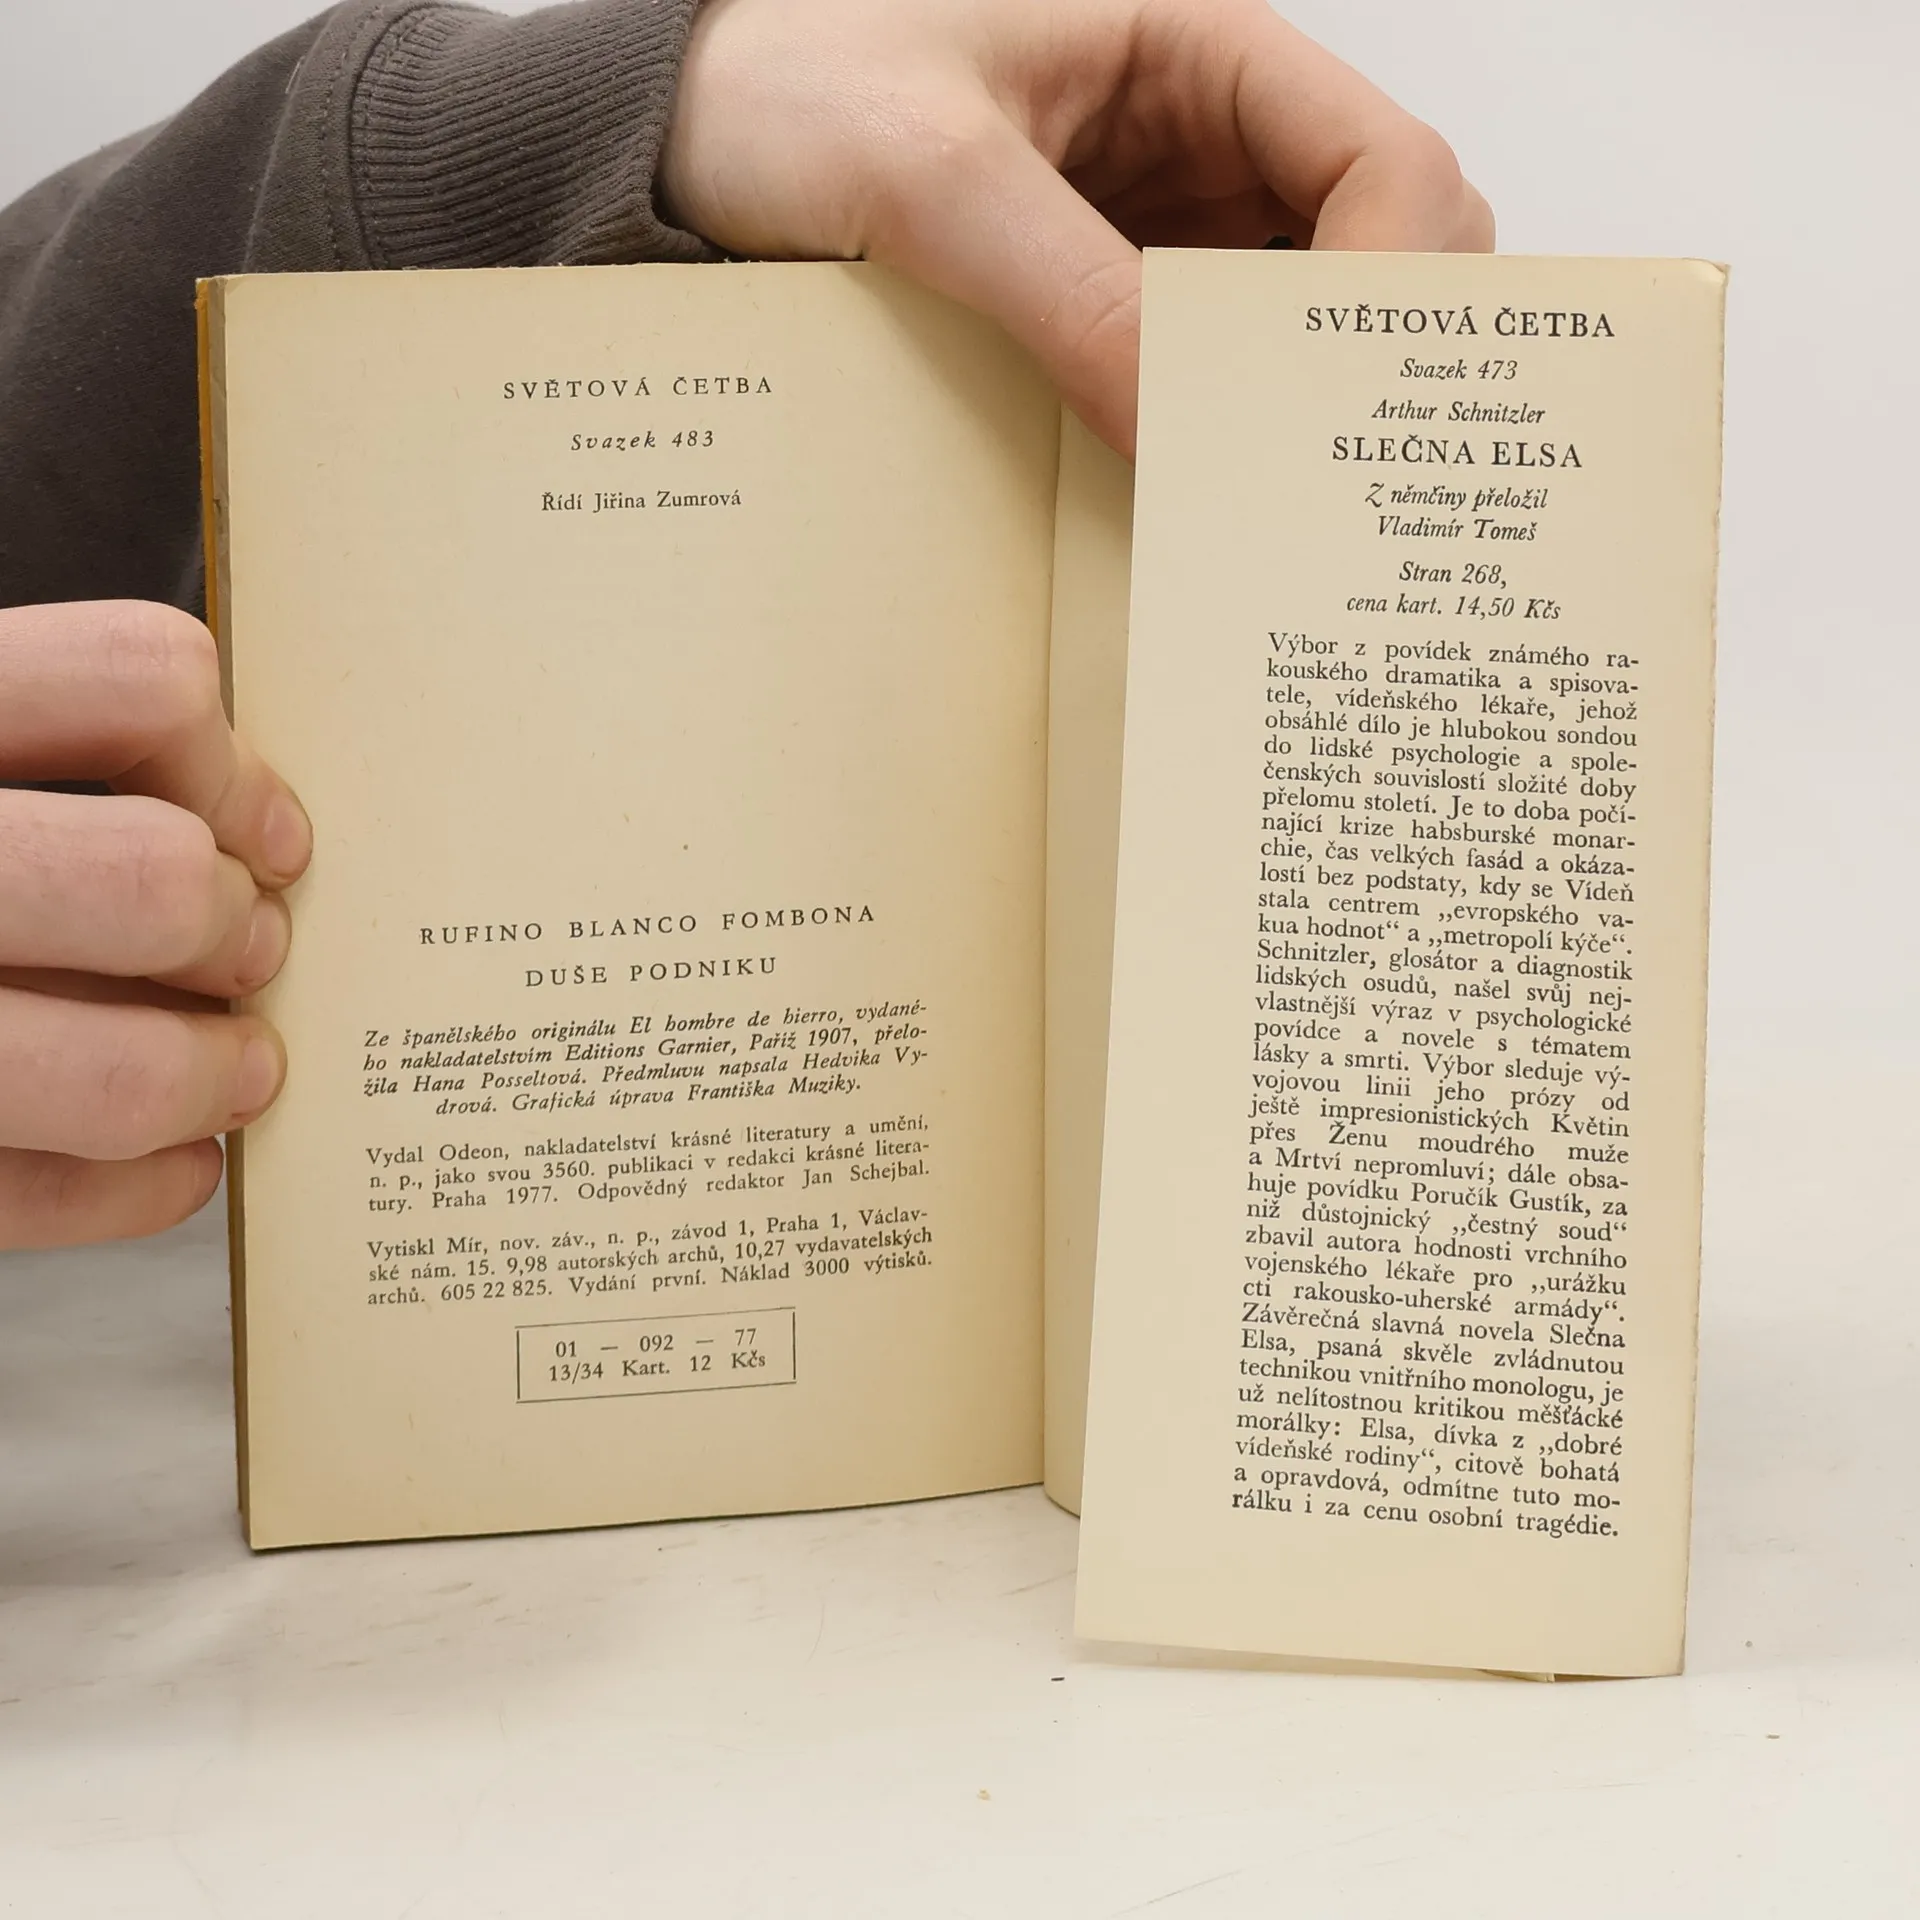 SVĚTOVÁ ČETBA
Svazek 483
Řídí Jiřina Zumrová
RUFINO BLANCO FOMBONA
DUŠE PODNIKU
Ze španělského originálu El hombre de hierro, vydané-
ho nakladatelstvím Editions Garnier, Paříž 1907, přelo-
žila Hana Posseltová. Předmluvu napsala Hedvika Vy-
drová. Grafická úprava Františka Muziky.
Vydal Odeon, nakladatelství krásné literatury a umění,
n. p., jako svou 3560. publikaci v redakci krásné litera-
tury. Praha 1977. Odpovědný redaktor Jan Schejbal.
Vytiskl Mír, nov. záv., n. p., závod 1, Praha 1, Václav-
ské nám. 15. 9,98 autorských archů, 10,27 vydavatelských
archů. 605 22 825. Vydání první. Náklad 3000 výtisků.
01 — 092 — 77
13/34 Kart. 12 Kčs
SVĚTOVÁ ČETBA
Svazek 473
Arthur Schnitzler
SLEČNA ELSA
Z němčiny přeložil
Vladimír Tomeš
Stran 268,
cena kart. 14,50 Kčs
Výbor z povídek známého ra-
kouského dramatika a spisova-
tele, vídeňského lékaře, jehož
obsáhlé dílo je hlubokou sondou
do lidské psychologie a spole-
čenských souvislostí složité doby
přelomu století. Je to doba počí-
nající krize habsburské monar-
chie, čas velkých fasád a okáza-
lostí bez podstaty, kdy se Vídeň
stala centrem „evropského va-
kua hodnot“ a „metropolí kýče“.
Schnitzler, glosátor a diagnostik
lidských osudů, našel svůj nej-
vlastnější výraz v psychologické
povídce a novele s tématem
lásky a smrti. Výbor sleduje vý-
vojovou linii jeho prózy od
ještě impresionistických Květin
přes Ženu moudrého muže
a Mrtví nepromluví; dále obsa-
huje povídku Poručík Gustík, za
niž důstojnický „čestný soud“
zbavil autora hodnosti vrchního
vojenského lékaře pro „urážku
cti rakousko-uherské armády“.
Závěrečná slavná novela Slečna
Elsa, psaná skvěle zvládnutou
technikou vnitřního monologu, je
už nelítostnou kritikou měšťácké
morálky: Elsa, dívka z „dobré
vídeňské rodiny“, citově bohatá
a opravdová, odmítne tuto mo-
rálku i za cenu osobní tragédie.